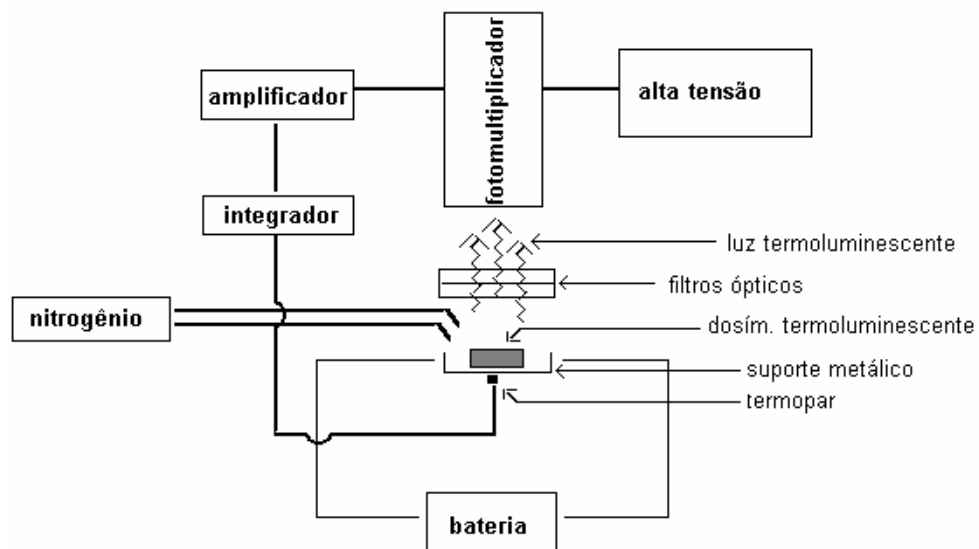 fotomultiplicador
alta tensão
amplificador
integrador
luz termoluminescente
filtros ópticos
nitrogênio
dosím. termoluminescente
suporte metálico
termopar
bateria